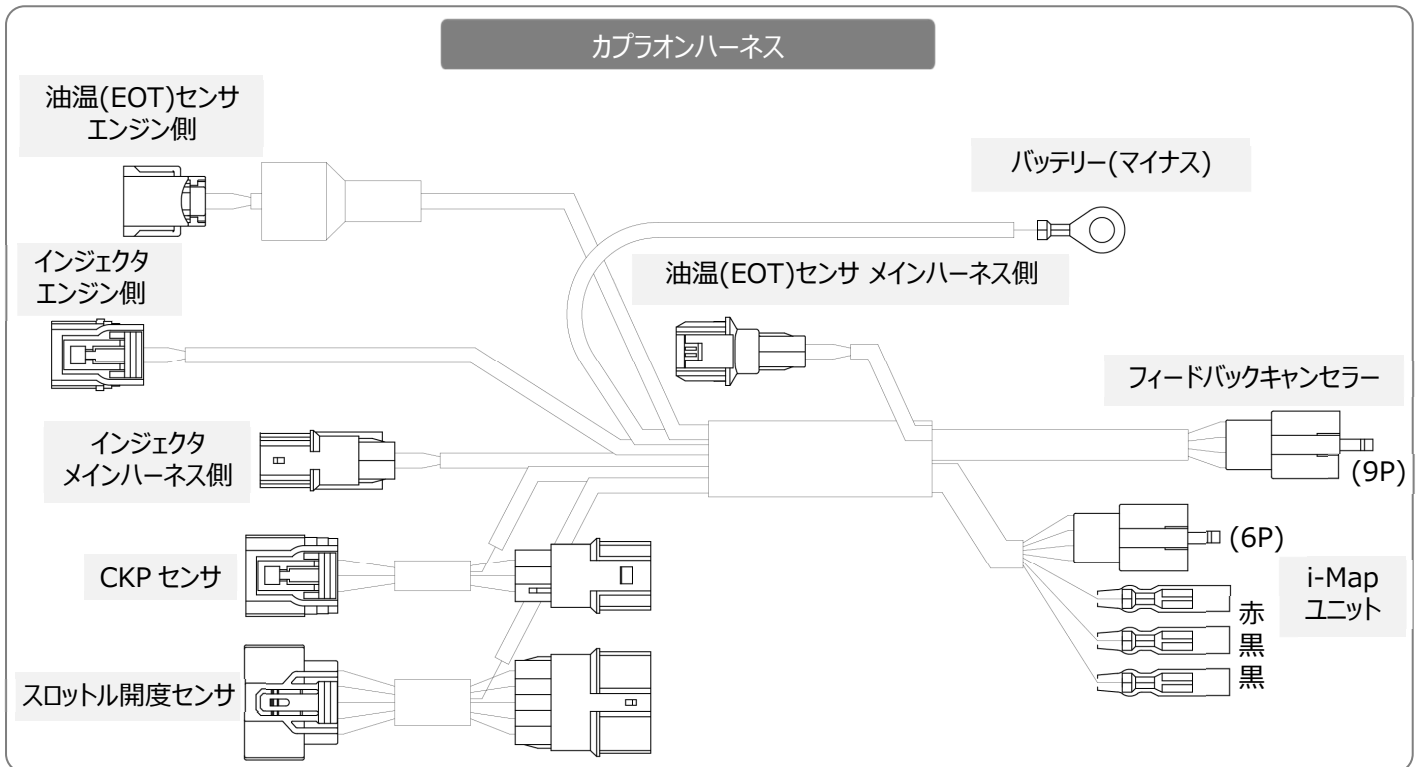 カプラオンハーネス
油温(EOT)センサ
エンジン側
バッテリー(マイナス)
インジェクタ
エンジン側
油温(EOT)センサ メインハーネス側
フィードバックキャンセラー
(9P)
インジェクタ
メインハーネス側
(6P)
CKP センサ
i-Map
ユニット
赤
黒
黒
スロットル開度センサ